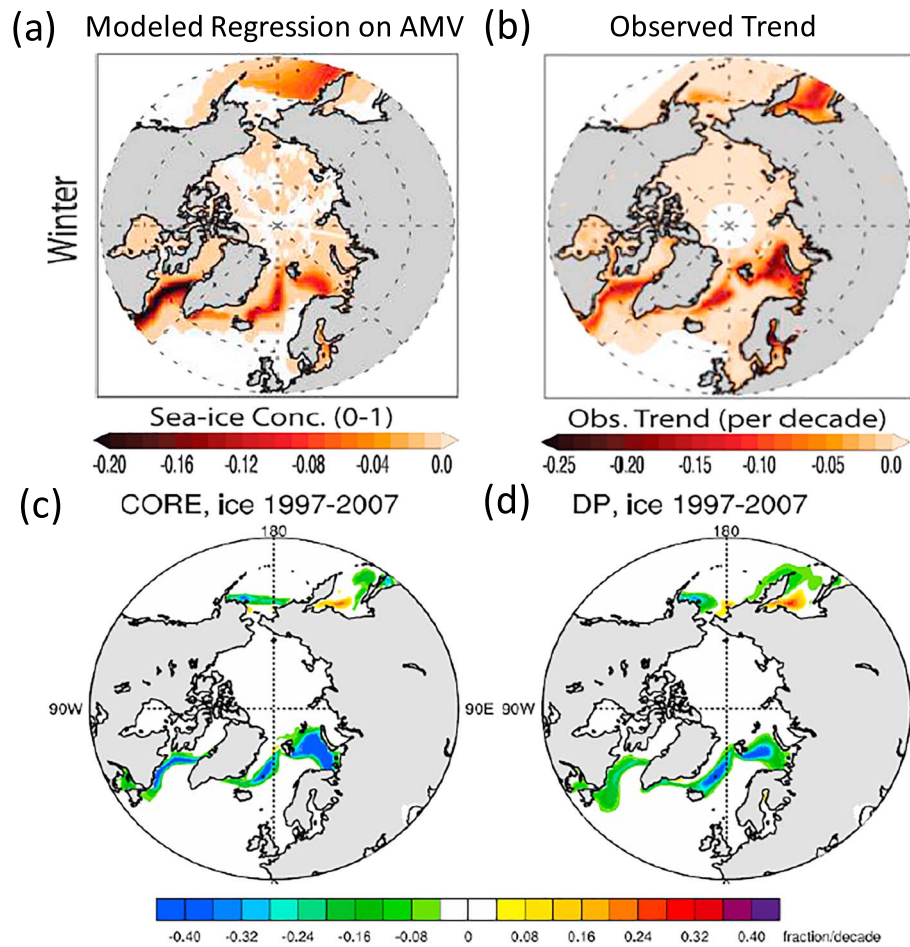 (a) Modeled Regression on AMV
(b) Observed Trend
Winter
Sea-ice Conc. (0-1)
-0.20 -0.16 -0.12 -0.08 -0.04 0.0
Obs. Trend (per decade)
-0.25 -0.20 -0.15 -0.10 -0.05 0.0
(c) CORE, ice 1997-2007
180
90W 90E
0
(d) DP, ice 1997-2007
180
90W
-0.40 -0.32 -0.24 -0.16 -0.08 0 0.08 0.16 0.24 0.32 0.40 fraction/decade